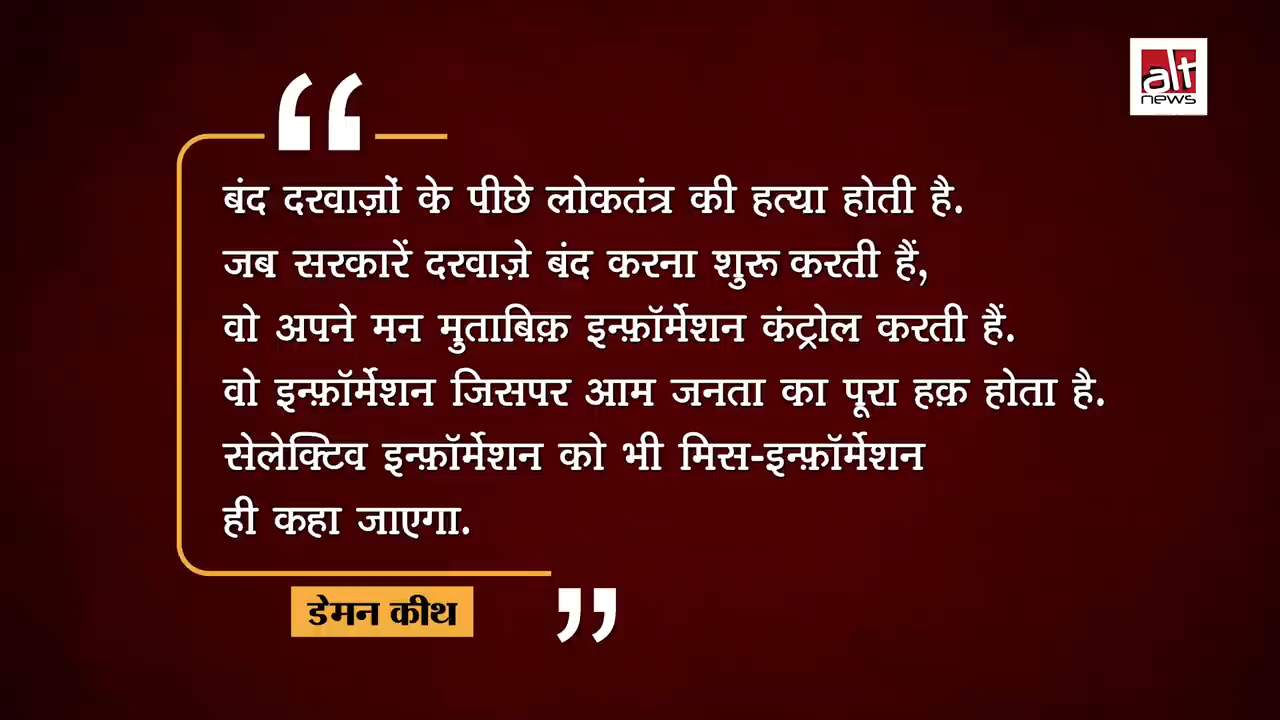 alt
news
“
बंद दरवाज़ों के पीछे लोकतंत्र की हत्या होती है.
जब सरकारें दरवाज़े बंद करना शुरू करती हैं,
वो अपने मन मुताबिक़ इन्फ़ॉर्मेशन कंट्रोल करती हैं.
वो इन्फ़ॉर्मेशन जिसपर आम जनता का पूरा हक़ होता है.
सेलेक्टिव इन्फ़ॉर्मेशन को भी मिस-इन्फ़ॉर्मेशन
ही कहा जाएगा.
”
डेमन कीथ